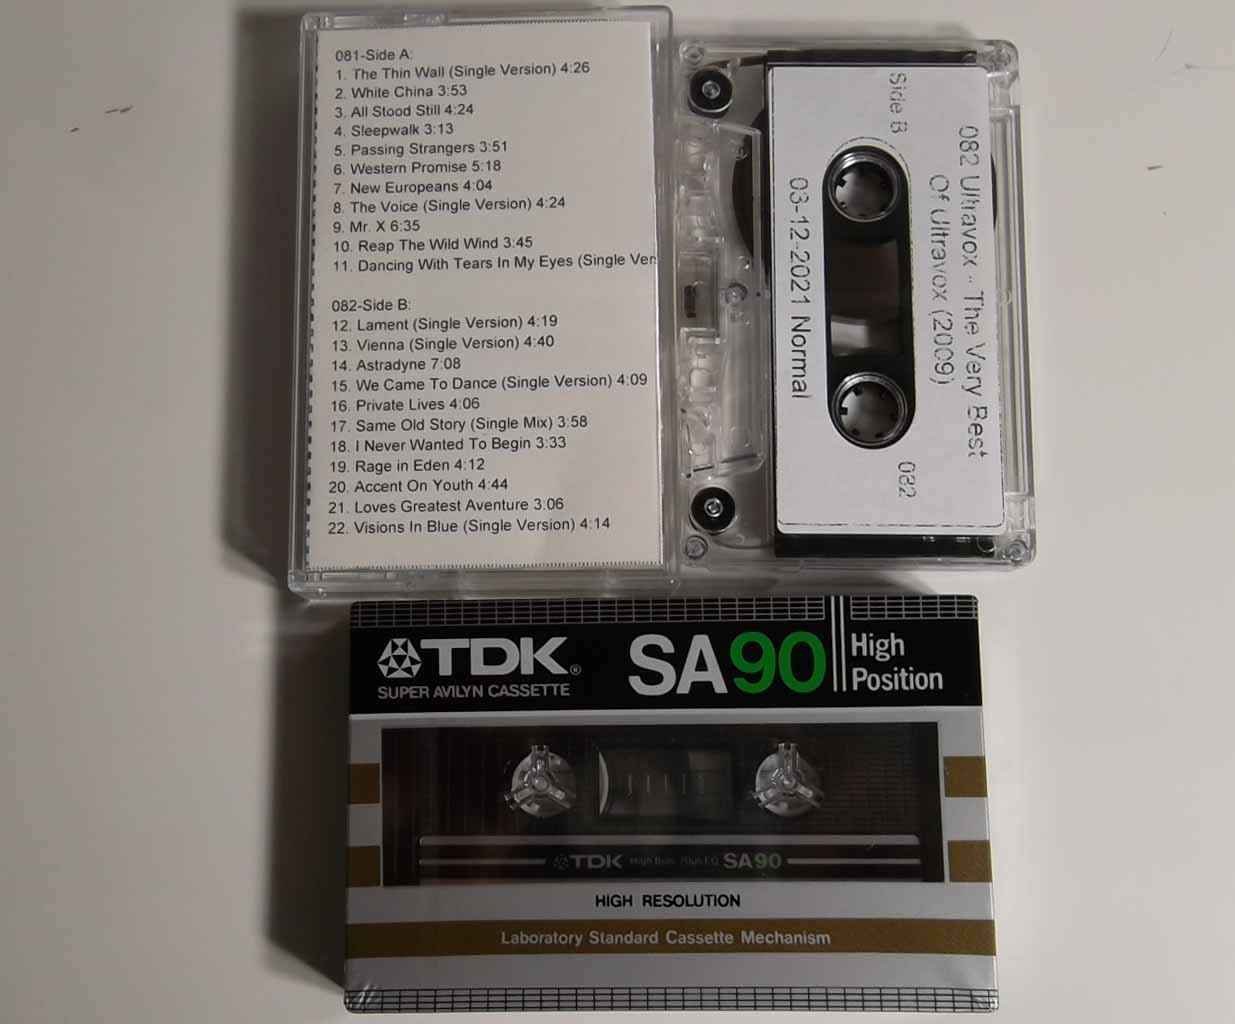 081-Side A:
1. The Thin Wall (Single Version) 4:26
2. White China 3:53
3. All Stood Still 4:24
4. Sleepwalk 3:13
5. Passing Strangers 3:51
6. Western Promise 5:18
7. New Europeans 4:04
8. The Voice (Single Version) 4:24
9. Mr. X 6:35
10. Reap The Wild Wind 3:45
11. Dancing With Tears In My Eyes (Single Ver
082-Side B:
12. Lament (Single Version) 4:19
13. Vienna (Single Version) 4:40
14. Astradyne 7:08
15. We Came To Dance (Single Version) 4:09
16. Private Lives 4:06
17. Same Old Story (Single Mix) 3:58
18. I Never Wanted To Begin 3:33
19. Rage in Eden 4:12
20. Accent On Youth 4:44
21. Loves Greatest Aventure 3:06
22. Visions In Blue (Single Version) 4:14
082 Ultravox - The Very Best
Of Ultravox (2009)
Side B
082
03-12-2021 Normal
TDK®
SUPER AVILYN CASSETTE
SA90
High
Position
TDK High Bias 70μs EQ SA90
HIGH RESOLUTION
Laboratory Standard Cassette Mechanism